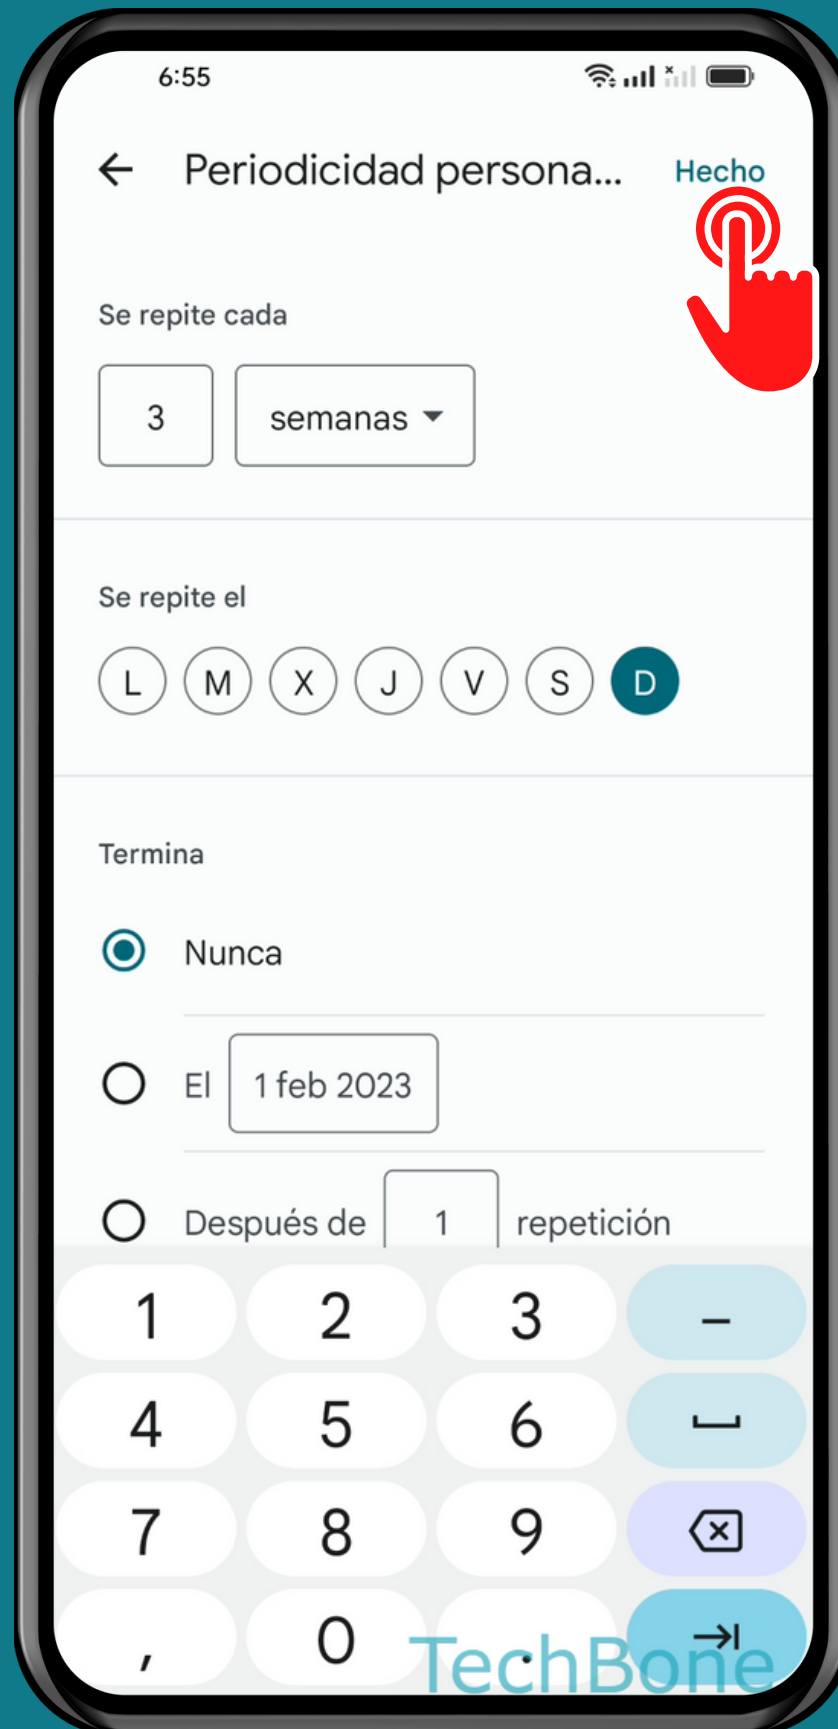 6:55
Periodicidad persona...
Hecho
Se repite cada
3
semanas
Se repite el
L M X J V S D
Termina
Nunca
El 1 feb 2023
Después de 1 repetición
1 2 3 –
4 5 6
7 8 9
, 0 .
TechBone